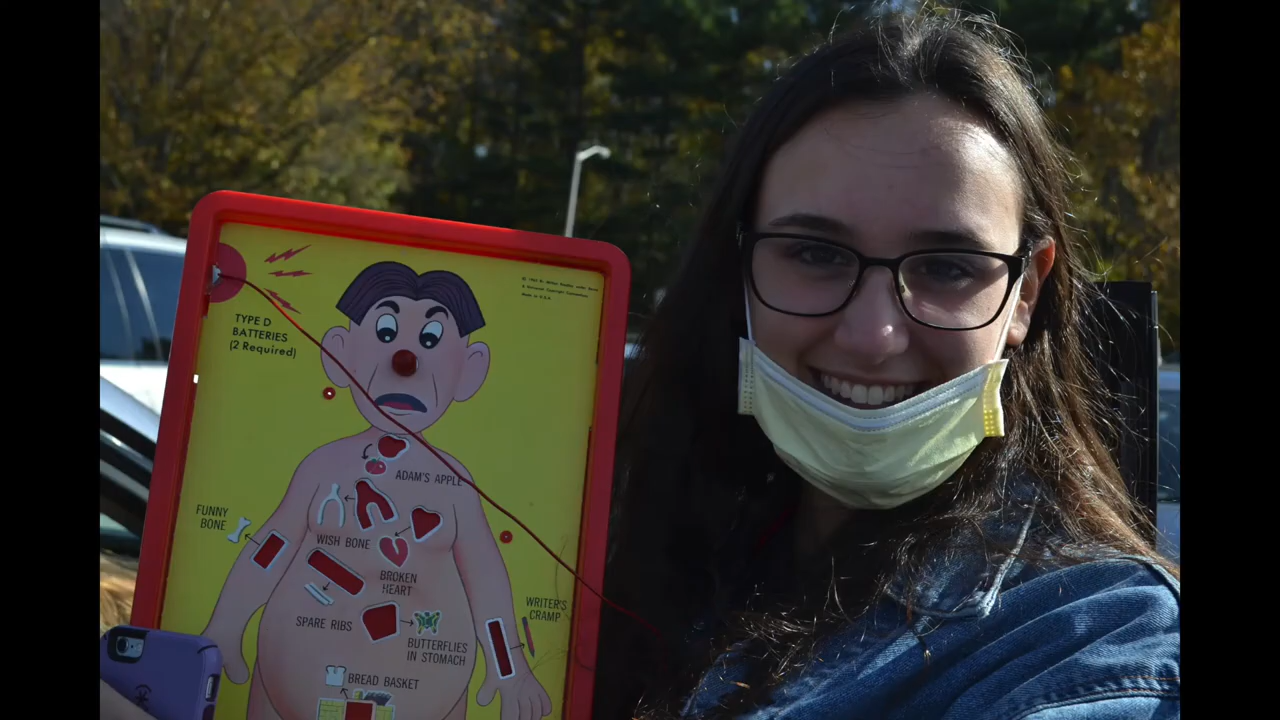 TYPE D
BATTERIES
(2 Required)
ADAM'S APPLE
FUNNY
BONE
WISH BONE
BROKEN
HEART
WRITER'S
CRAMP
SPARE RIBS
BUTTERFLIES
IN STOMACH
BREAD BASKET